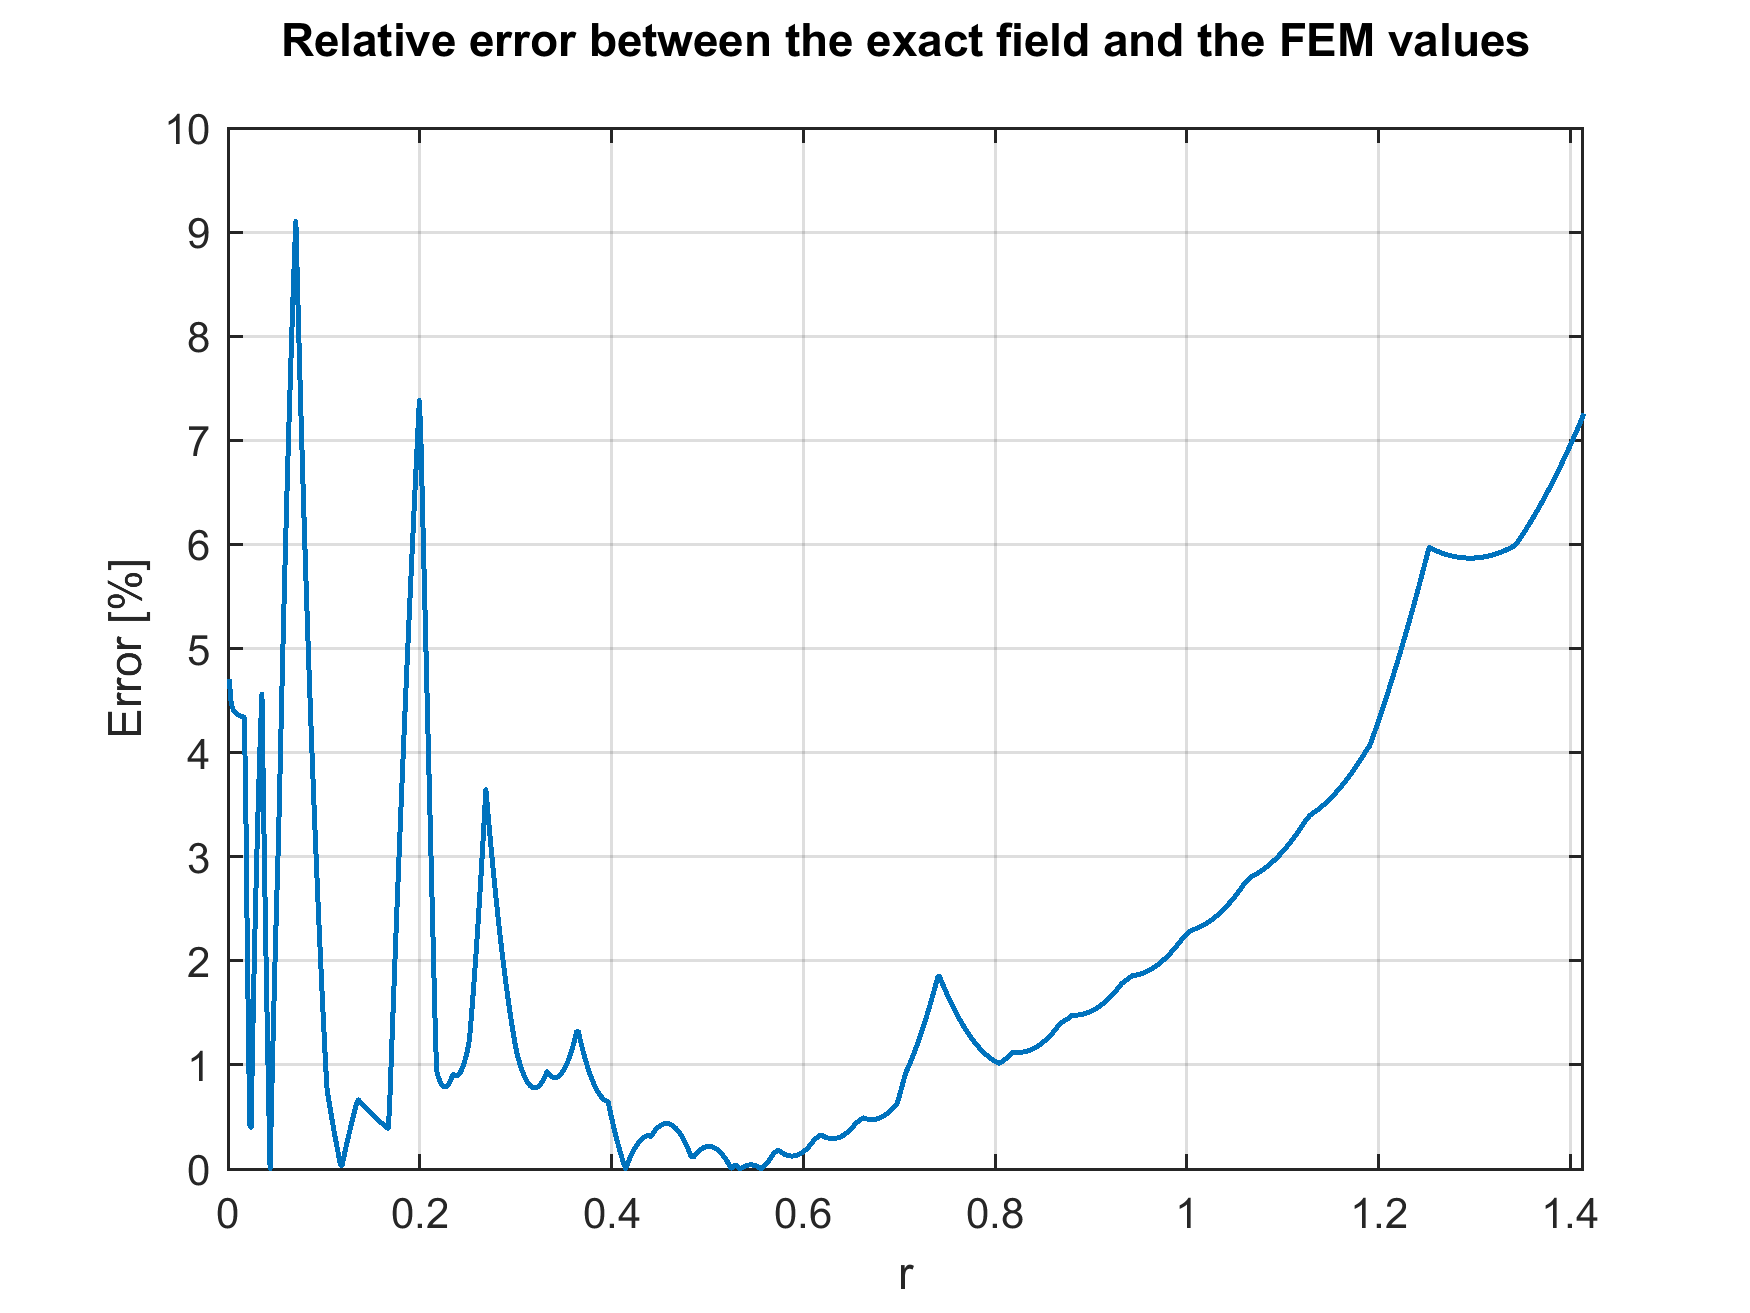 Relative error between the exact field and the FEM values
10
9
8
7
6
5
4
3
2
1
0
Error [%]
0 0.2 0.4 0.6 0.8 1 1.2 1.4
r